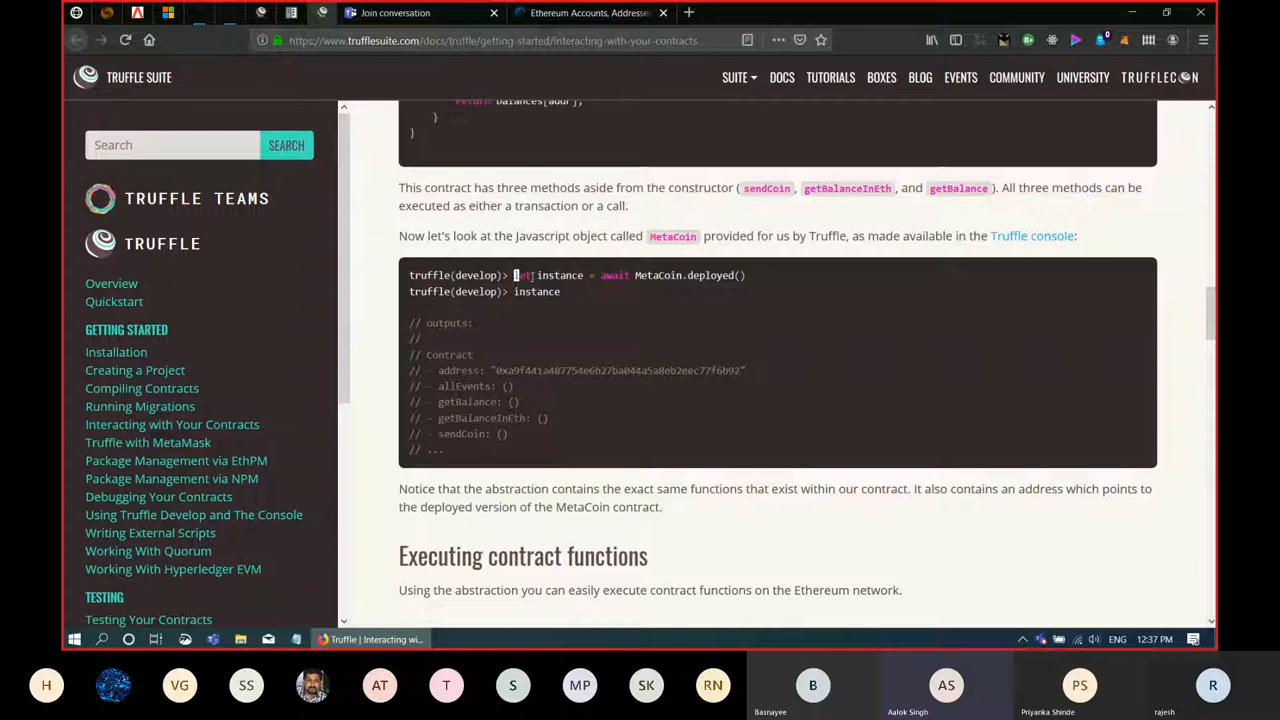 Join conversation
Ethereum Accounts, Addresses
https://www.trufflesuite.com/docs/truffle/getting-started/interacting-with-your-contracts
0
TRUFFLE SUITE
SUITE
DOCS
TUTORIALS
BOXES
BLOG
EVENTS
COMMUNITY
UNIVERSITY
TRUFFLECON
Search
SEARCH
TRUFFLE TEAMS
TRUFFLE
Overview
Quickstart
GETTING STARTED
Installation
Creating a Project
Compiling Contracts
Running Migrations
Interacting with Your Contracts
Truffle with MetaMask
Package Management via EthPM
Package Management via NPM
Debugging Your Contracts
Using Truffle Develop and The Console
Writing External Scripts
Working With Quorum
Working With Hyperledger EVM
TESTING
Testing Your Contracts
return balances[addr];
}
}
This contract has three methods aside from the constructor ( sendCoin, getBalanceInEth, and getBalance ). All three methods can be
executed as either a transaction or a call.
Now let's look at the Javascript object called MetaCoin provided for us by Truffle, as made available in the Truffle console:
truffle(develop)> let instance = await MetaCoin.deployed()
truffle(develop)> instance
// outputs:
//
// Contract
// - address: "0xa9f441a487754e6b27ba044a5a8eb2eec77f6b92"
// - allEvents: ()
// - getBalance: ()
// - getBalanceInEth: ()
// - sendCoin: ()
// ...
Notice that the abstraction contains the exact same functions that exist within our contract. It also contains an address which points to
the deployed version of the MetaCoin contract.
Executing contract functions
Using the abstraction you can easily execute contract functions on the Ethereum network.
Truffle | Interacting wi...
ENG
12:37 PM
H
VG
SS
AT
T
S
MP
SK
RN
B
Basnayee
AS
Aalok Singh
PS
Priyanka Shinde
R
rajesh